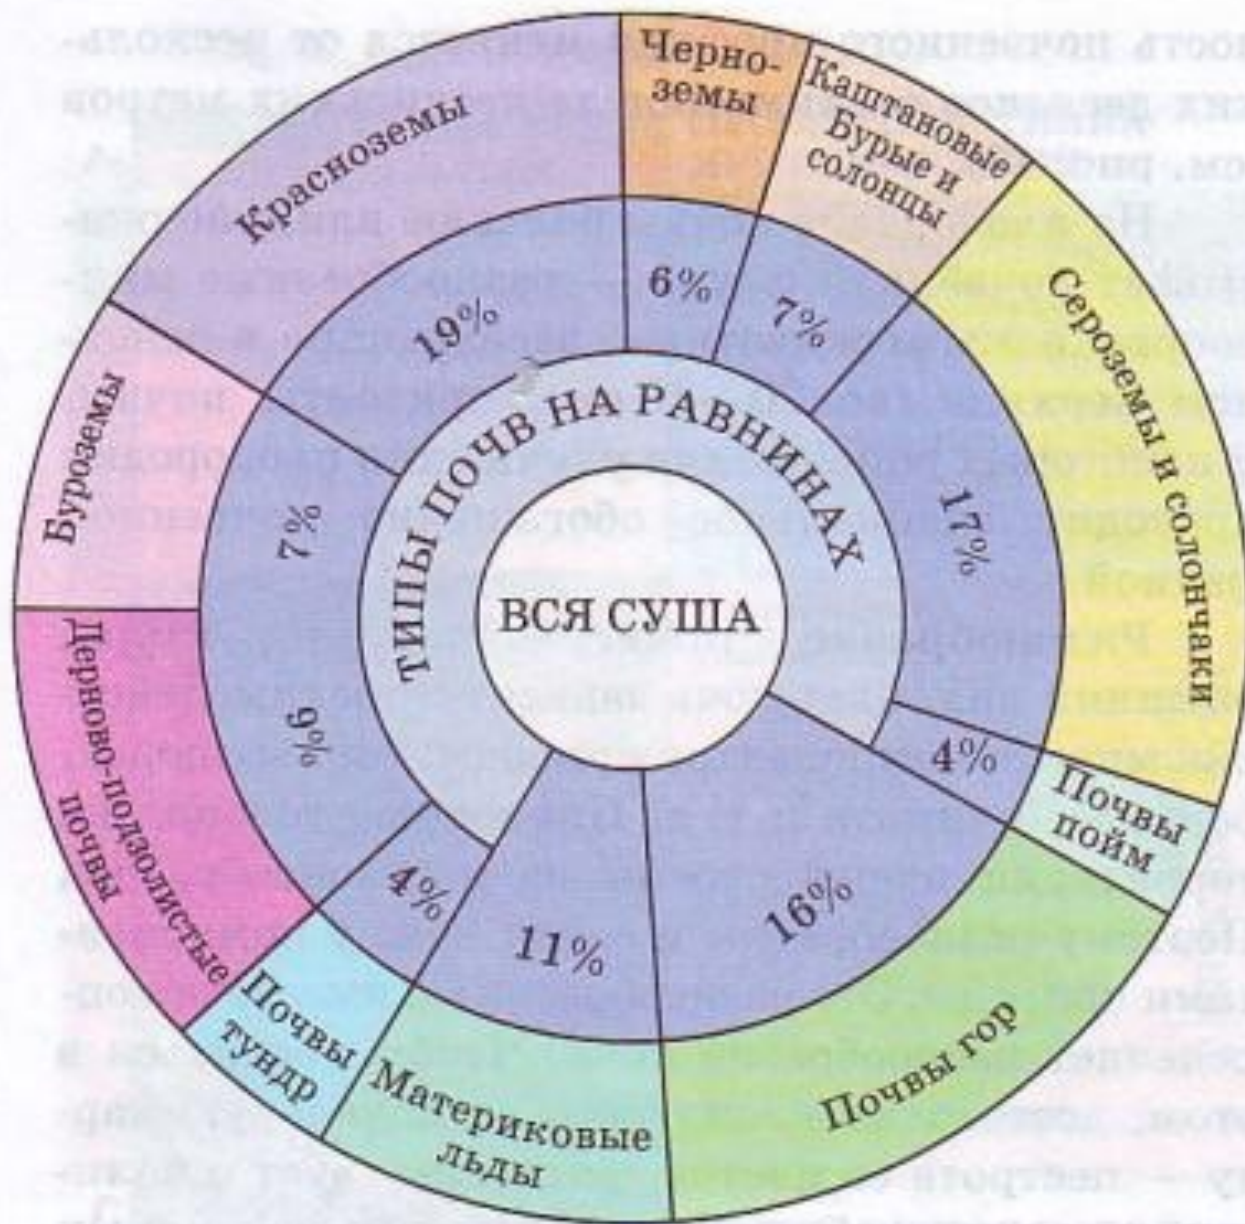 ВСЯ СУША
ТИПЫ ПОЧВ НА РАВНИНАХ
Черно-
земы
6%
Каштановые
Бурые и
солонцы
7%
Сероземы и солончаки
17%
Почвы
пойм
4%
Почвы гор
16%
Материковые
льды
11%
Почвы
тундр
4%
Дерново-подзолистые
почвы
9%
Буроземы
7%
Красноземы
19%